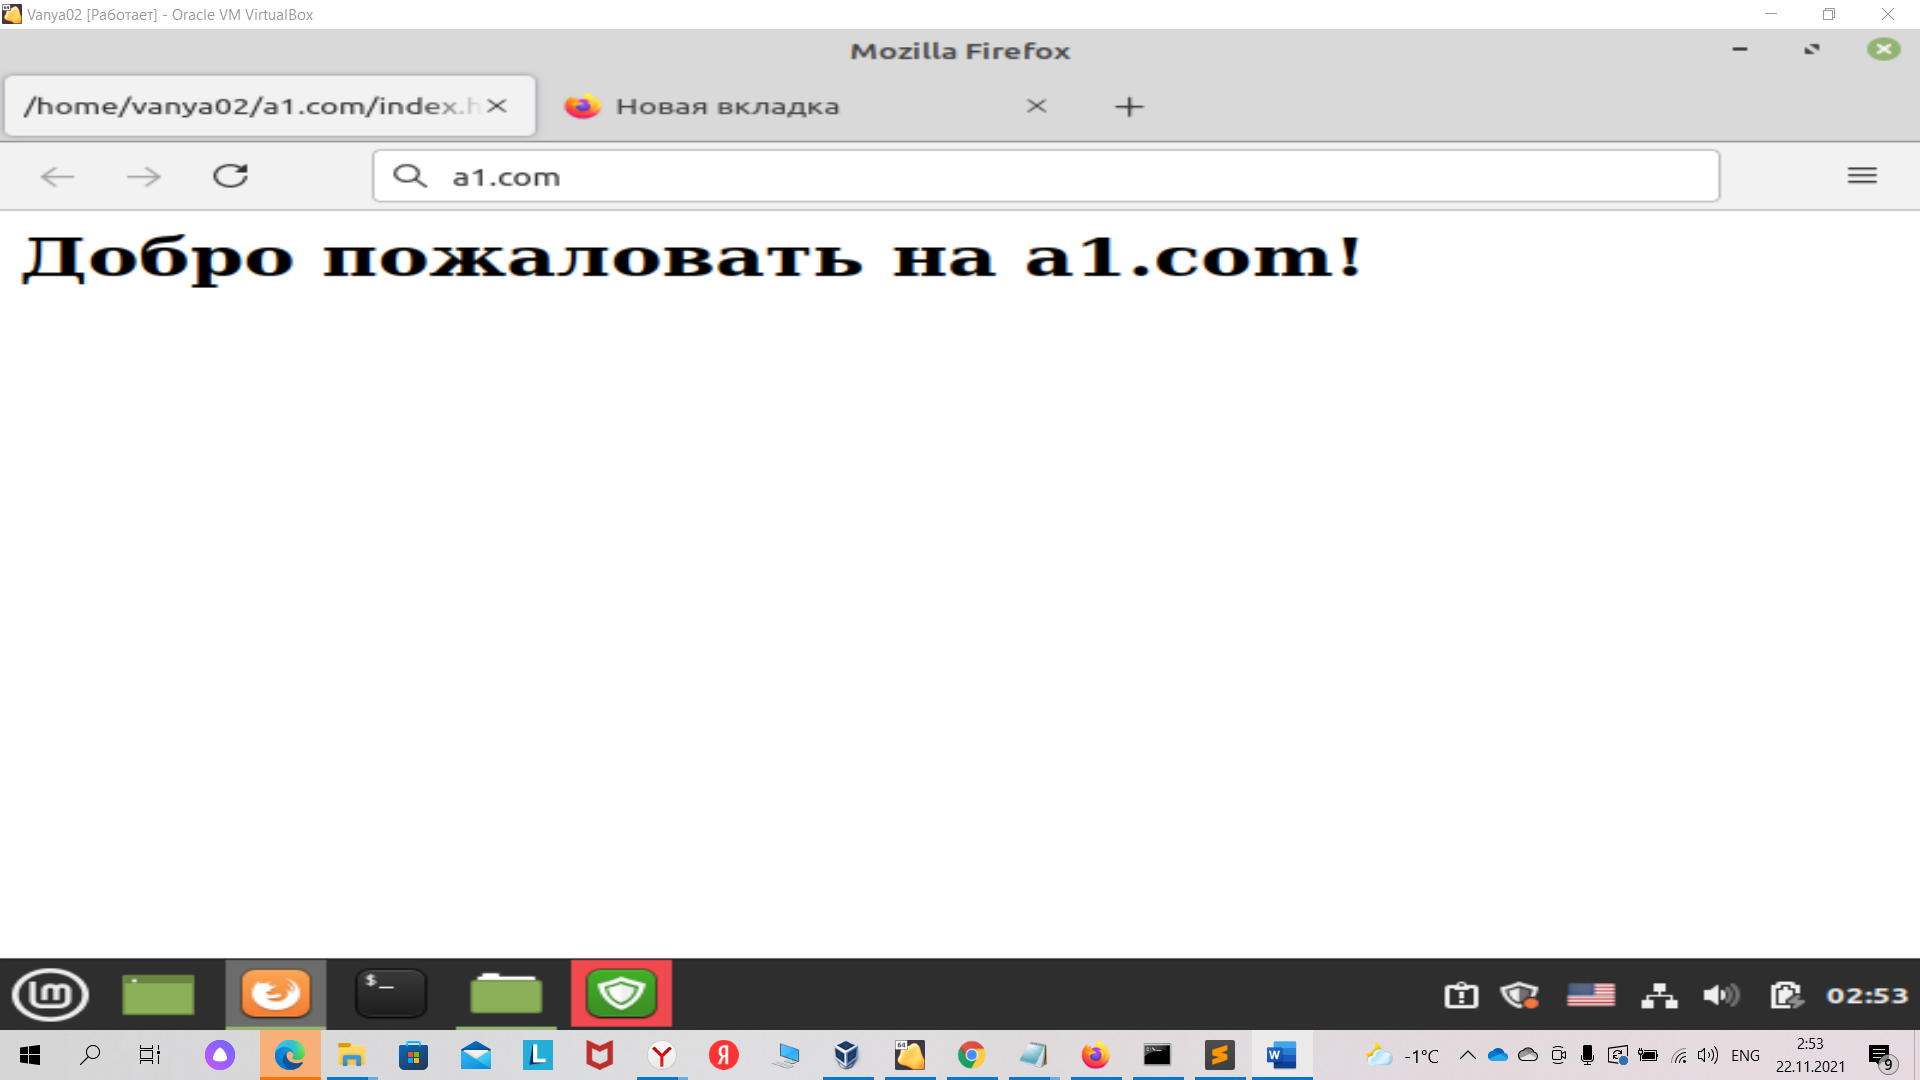 Vanya02 [Работает] - Oracle VM VirtualBox
Mozilla Firefox
/home/vanya02/a1.com/index.h
Новая вкладка
a1.com
Добро пожаловать на a1.com!
02:53
-1°C
ENG
2:53
22.11.2021
9